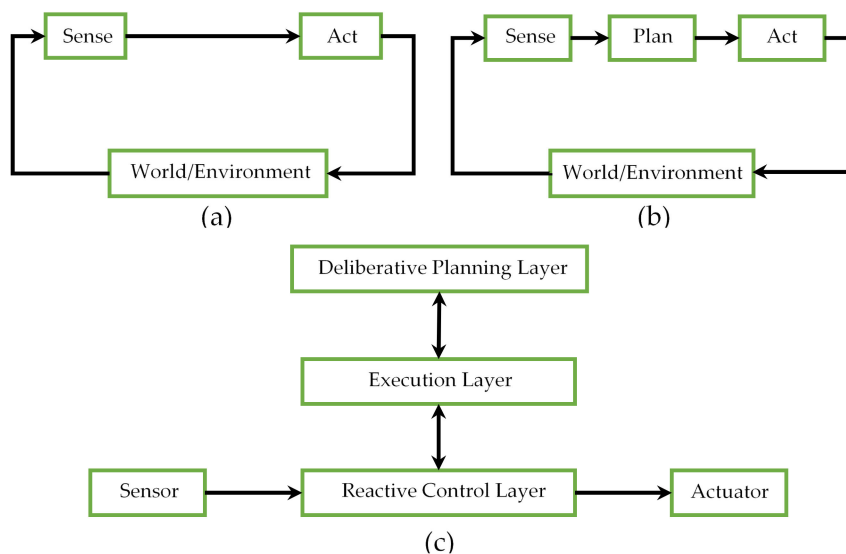 Sense
Act
World/Environment
(a)
Sense
Plan
Act
World/Environment
(b)
Deliberative Planning Layer
Execution Layer
Sensor
Reactive Control Layer
Actuator
(c)